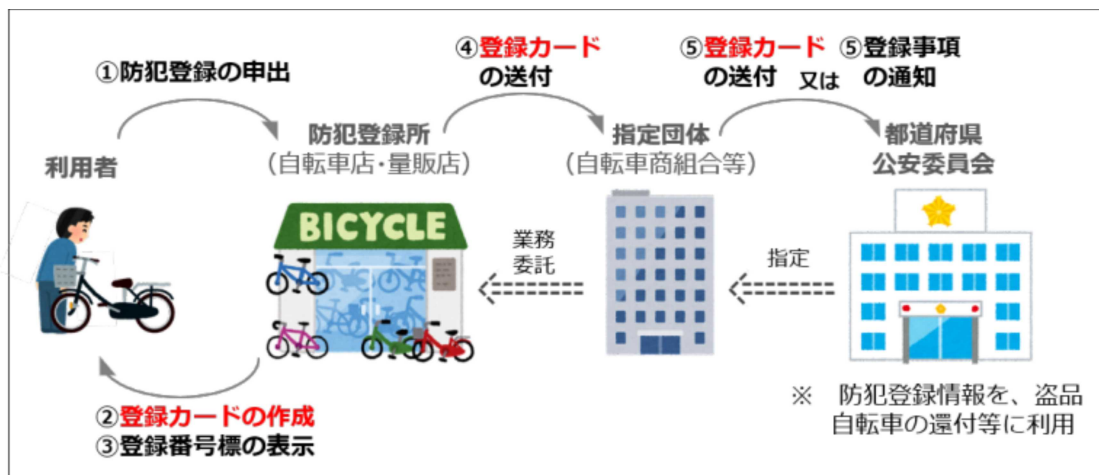 ①防犯登録の申出
④登録カード
の送付
⑤登録カード
の送付 又は
⑤登録事項
の通知
利用者
防犯登録所
（自転車店・量販店）
指定団体
（自転車商組合等）
都道府県
公安委員会
BICYCLE
業務
委託
指定
②登録カードの作成
③登録番号標の表示
※ 防犯登録情報を、盗品
自転車の還付等に利用